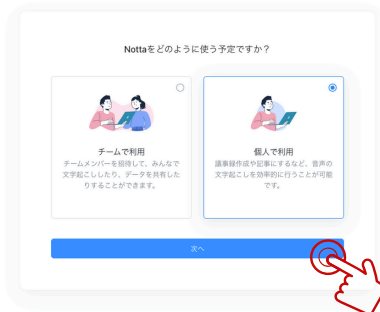 Nottaをどのように使う予定ですか？
チームで利用
チームメンバーを招待して、みんなで
文字起こししたり、データを共有した
りすることができます。
個人で利用
議事録作成や記事にするなど、音声の
文字起こしを効率的に行うことが可能
です。
次へ